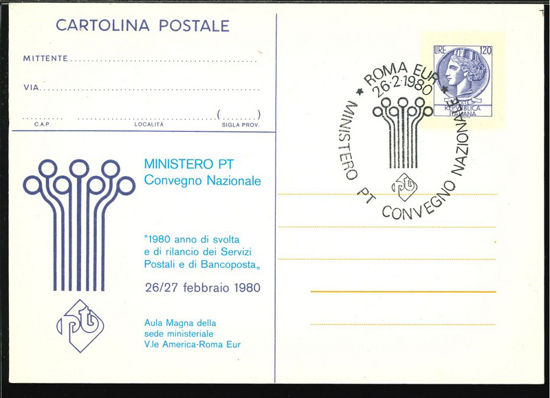 CARTOLINA POSTALE
MITTENTE
VIA
( )
C.A.P. LOCALITÀ SIGLA PROV.
MINISTERO PT
Convegno Nazionale
"1980 anno di svolta
e di rilancio dei Servizi
Postali e di Bancoposta„
26/27 febbraio 1980
Aula Magna della
sede ministeriale
V.le America-Roma Eur
pt
LIRE 120
REPUBBLICA
ITALIANA
★ ROMA EUR ★
26·2·1980
MINISTERO PT CONVEGNO NAZIONALE
pt